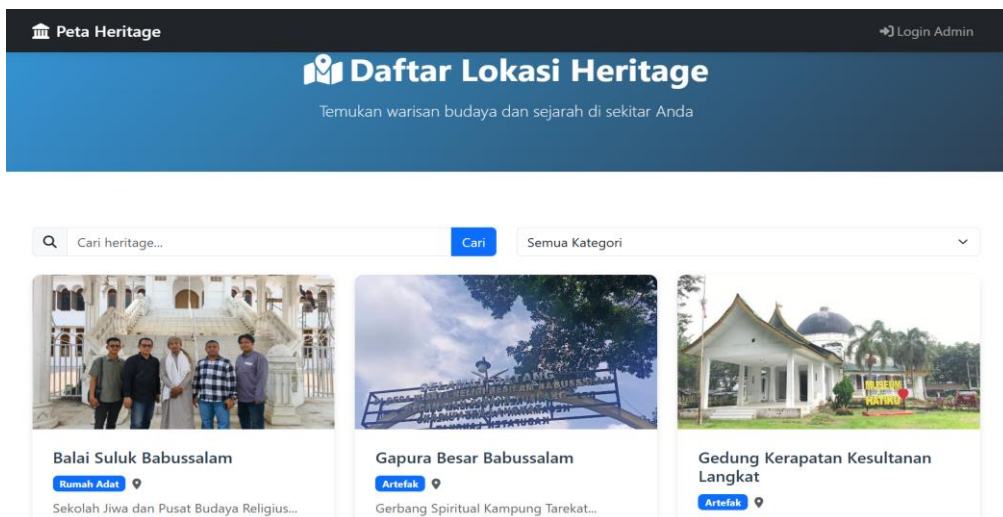 Peta Heritage
Login Admin
Daftar Lokasi Heritage
Temukan warisan budaya dan sejarah di sekitar Anda
Cari heritage...
Cari
Semua Kategori
MUSEUM
HATIKU
Balai Suluk Babussalam
Rumah Adat
Sekolah Jiwa dan Pusat Budaya Religius...
Gapura Besar Babussalam
Artefak
Gerbang Spiritual Kampung Tarekat...
Gedung Kerapatan Kesultanan
Langkat
Artefak